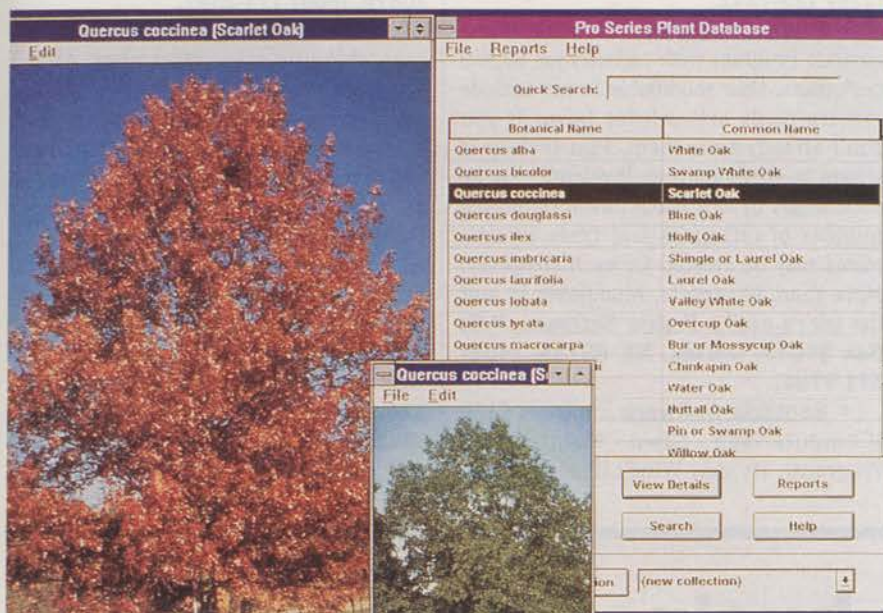 Quercus coccinea (Scarlet Oak)
Edit
Pro Series Plant Database
File Reports Help
Quick Search:
Botanical Name Common Name
Quercus alba White Oak
Quercus bicolor Swamp White Oak
Quercus coccinea Scarlet Oak
Quercus douglassi Blue Oak
Quercus ilex Holly Oak
Quercus imbricaria Shingle or Laurel Oak
Quercus laurifolia Laurel Oak
Quercus lobata Valley White Oak
Quercus lyrata Overcup Oak
Quercus macrocarpa Bur or Mossycup Oak
Chinkapin Oak
Water Oak
Nuttall Oak
Pin or Swamp Oak
Willow Oak
Quercus coccinea (S
File Edit
View Details Reports
Search Help
ion (new collection)